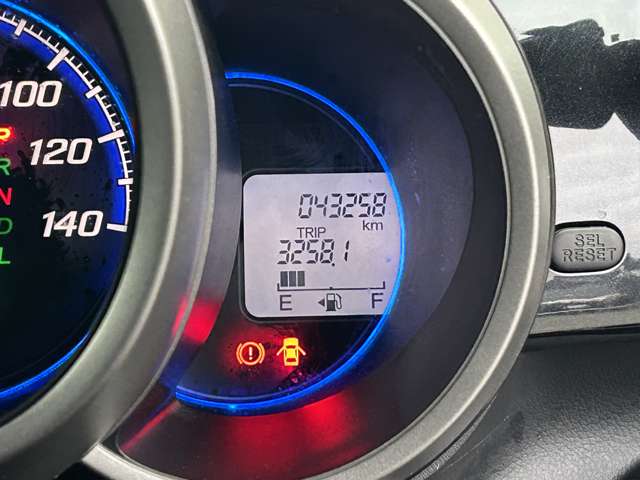 100
120
140
P
R
N
D
L
043258
km
TRIP
3258.1
E F
SEL
RESET